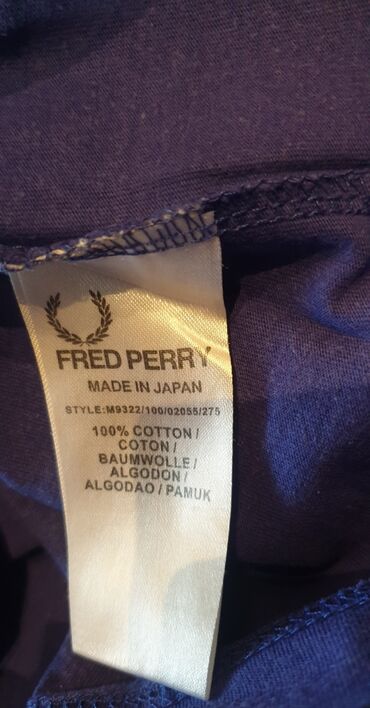 FRED PERRY
MADE IN JAPAN
STYLE:M9322/100/02055/275
100% COTTON/
COTON/
BAUMWOLLE/
ALGODON/
ALGODAO/PAMUK